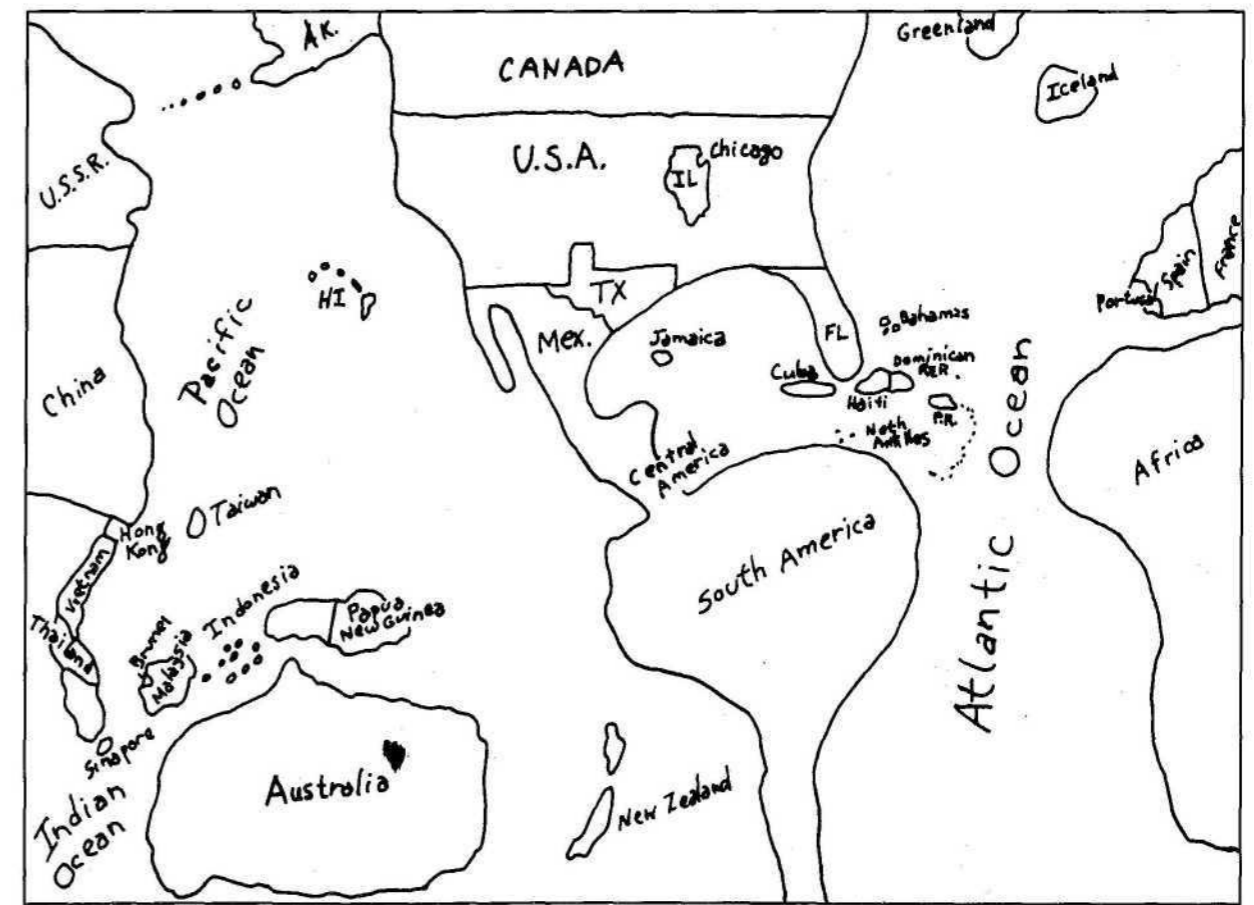 AK.
CANADA
Greenland
Iceland
U.S.S.R.
U.S.A.
Chicago
IL
HI
TX
Mex.
Jamaica
FL
Bahamas
Portugal
Spain
France
China
Pacific
Ocean
Cuba
Haiti
Dominican
RER.
P.R.
Neth
Antilles
Central
America
Atlantic Ocean
Africa
Hong
Kong
Taiwan
Vietnam
Thailand
South America
Brunei
Malaysia
Indonesia
Papua
New Guinea
Sinapore
Australia
New Zealand
Indian
Ocean